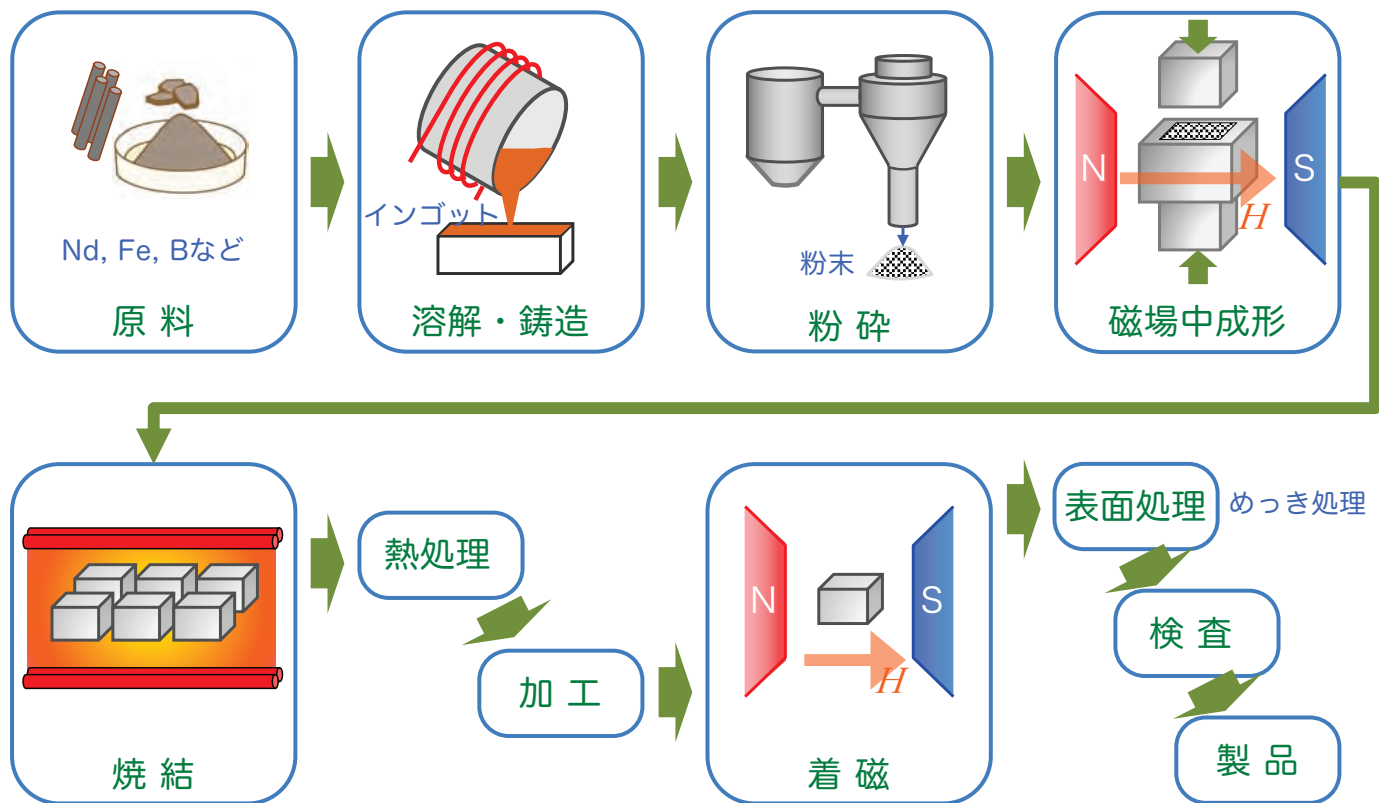 Nd, Fe, Bなど
原 料
インゴット
溶解・鋳造
粉末
粉 砕
N
S
H
磁場中成形
焼 結
熱処理
加 工
N
S
H
着 磁
表面処理
めっき処理
検 査
製 品